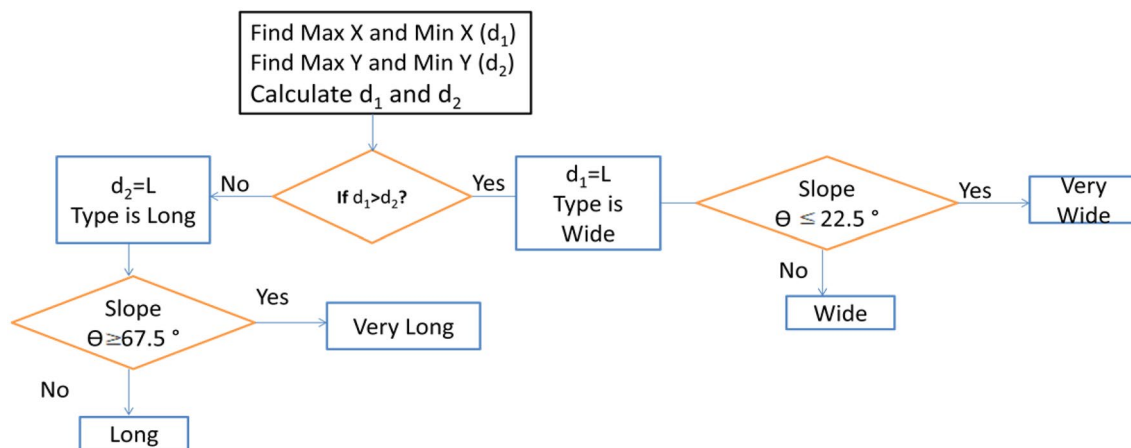 Find Max X and Min X (d₁)
Find Max Y and Min Y (d₂)
Calculate d₁ and d₂
d₂=L
Type is Long
No
If d₁>d₂?
Yes
d₁=L
Type is
Wide
Slope
Θ ≤ 22.5 °
Yes
Very
Wide
No
Wide
Slope
Θ ≥67.5 °
Yes
Very Long
No
Long